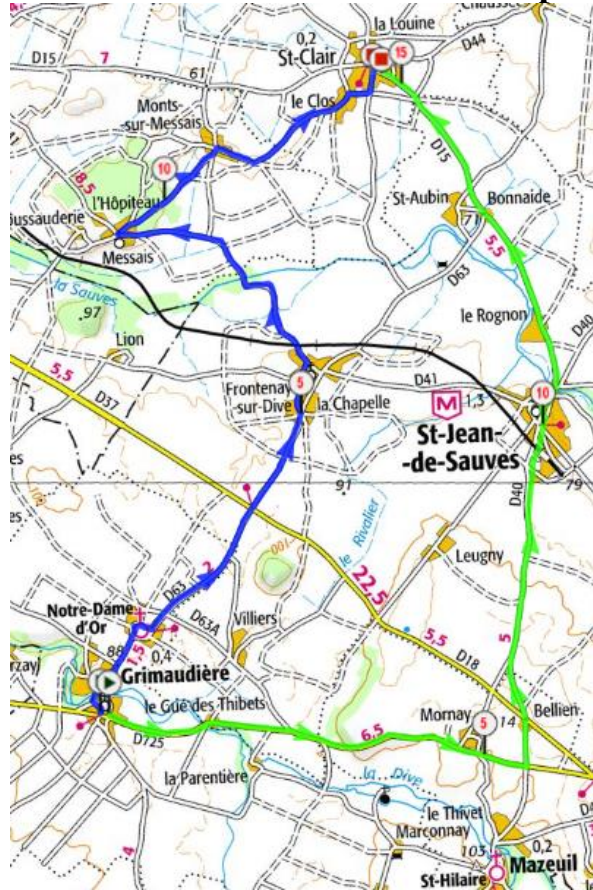 la Louine
0,2
St-Clair
15
D44
D15
7
61
le Clos
Monts
-sur-Messais
10
D15
8,5
l'Hôpiteau
St-Aubin
Bonnaide
71
Messais
5,5
D63
la Sauves
.97
le Rognon
Lion
D40
5,5
D37
Frontenay
-sur-Dive
5
la Chapelle
D41
M
1,3
10
St-Jean-
-de-Sauves
D40
91
79
le Rivalier
100
Leugny
2
D63
22,5
Notre-Dame
d'Or
D63A
Villiers
5,5
88
1,5
0,4
5
D18
Grimaudière
le Gué des Thibets
Mornay
5
14
Bellien
D725
6,5
la Parentière
la Dive
le Thivet
Marconnay
0,2
4
103
Mazeuil
St-Hilaire